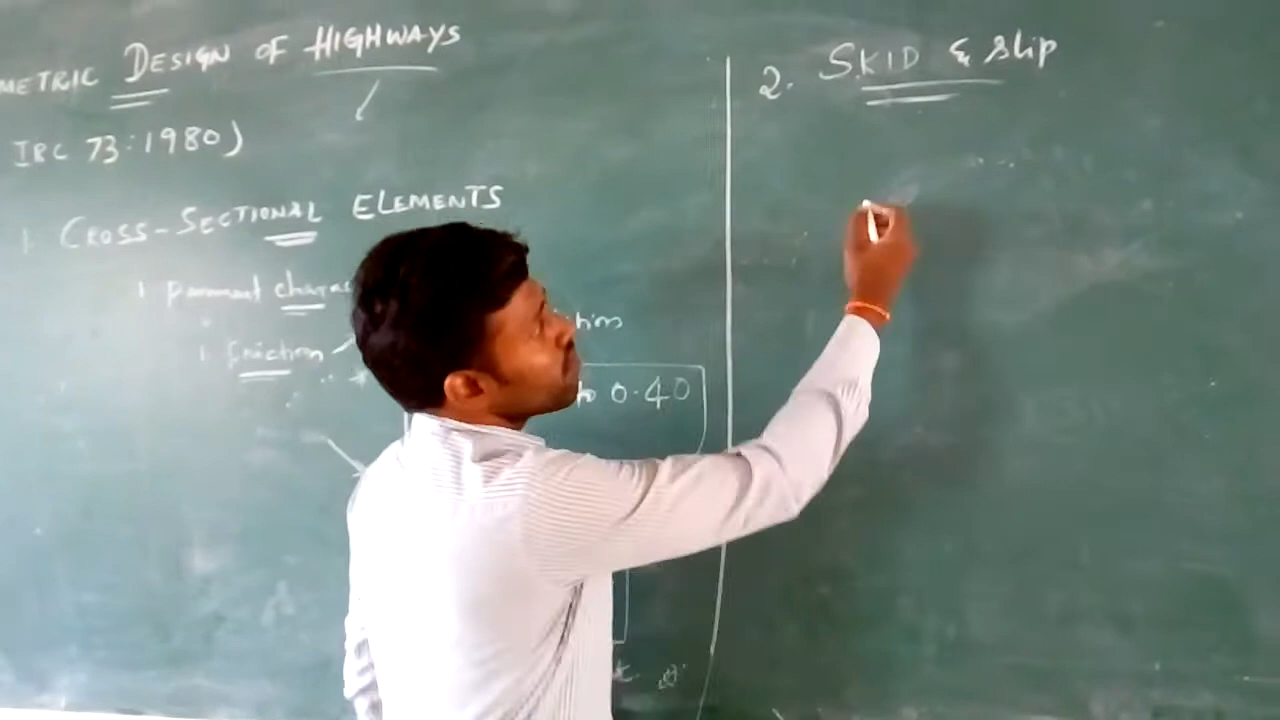 METRIC DESIGN OF HIGHWAYS
IRC 73:1980)
1 CROSS-SECTIONAL ELEMENTS
1 pavement charac
1 friction
to 0.40
2. SKID & slip